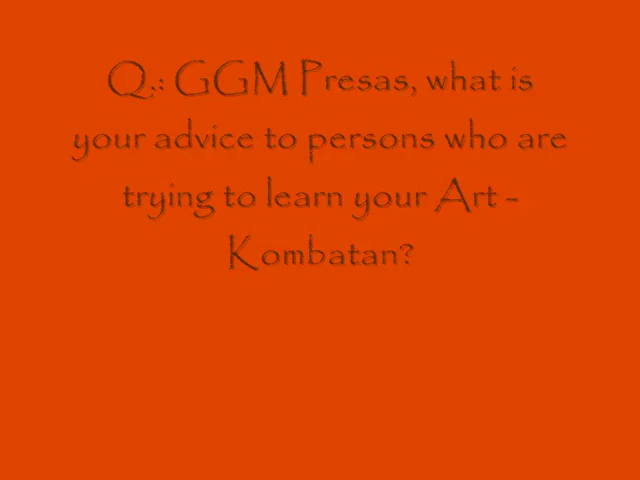 Q.: GGM Presas, what is
your advice to persons who are
trying to learn your Art -
Kombatan?